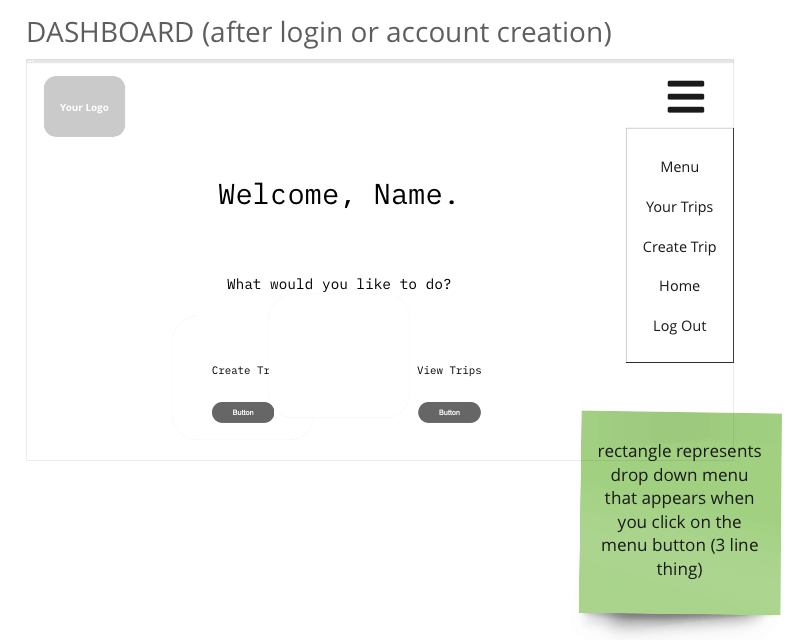 DASHBOARD (after login or account creation)
Your Logo
Welcome, Name.
What would you like to do?
Create Tr
View Trips
Button
Button
Menu
Your Trips
Create Trip
Home
Log Out
rectangle represents
drop down menu
that appears when
you click on the
menu button (3 line
thing)